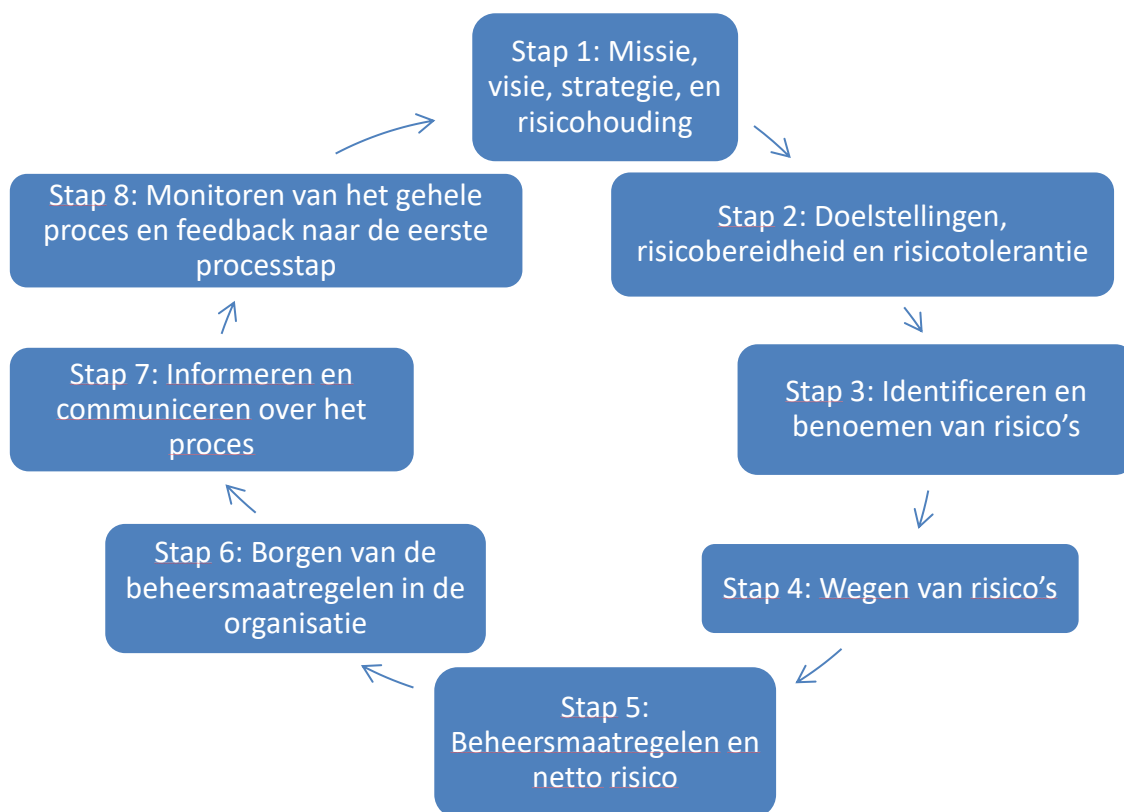 Stap 1: Missie,
visie, strategie, en
risicohouding
Stap 2: Doelstellingen,
risicobereidheid en risicotolerantie
Stap 3: Identificeren en
benoemen van risico’s
Stap 4: Wegen van risico’s
Stap 5:
Beheersmaatregelen en
netto risico
Stap 6: Borgen van de
beheersmaatregelen in de
organisatie
Stap 7: Informeren en
communiceren over het
proces
Stap 8: Monitoren van het gehele
proces en feedback naar de eerste
processtap